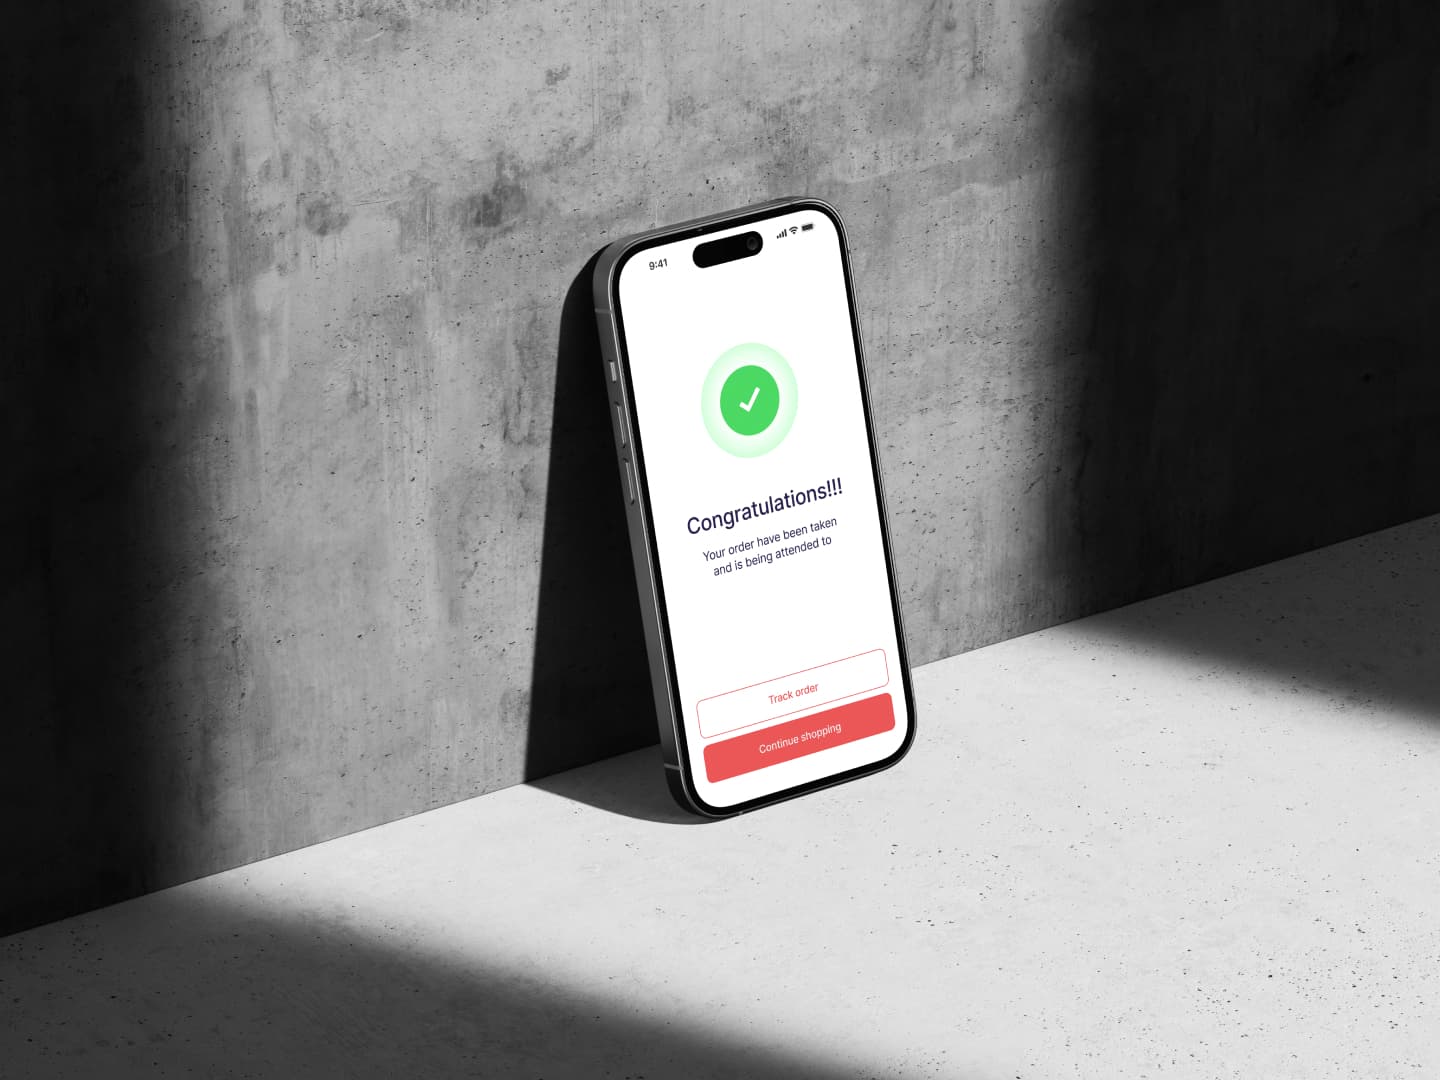 9:41
Congratulations!!!
Your order have been taken
and is being attended to
Track order
Continue shopping